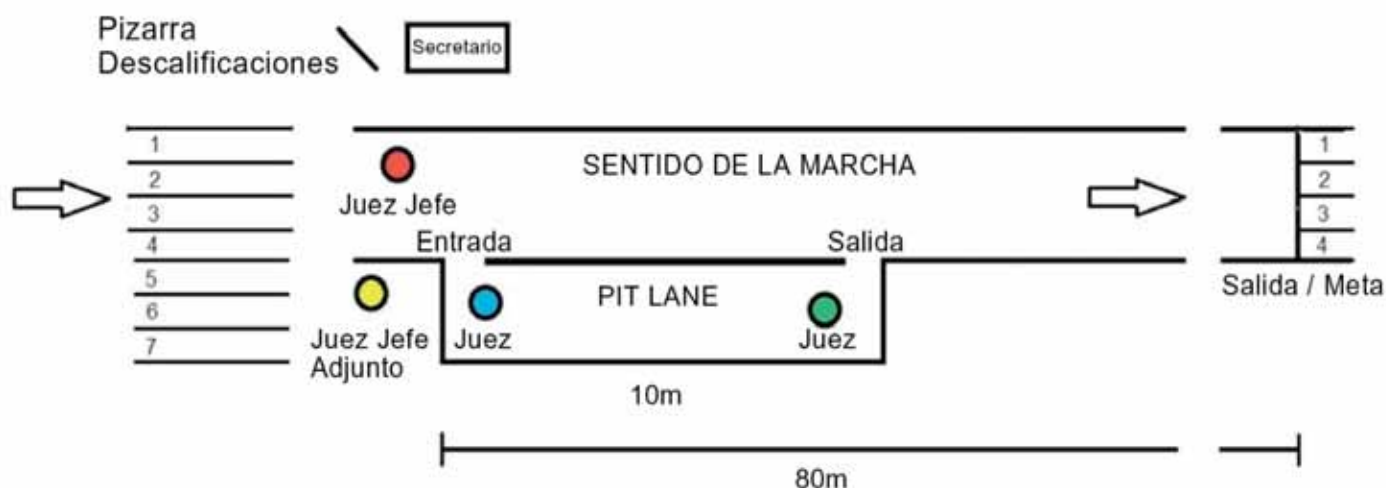 Pizarra
Descalificaciones
Secretario
1
2
3
4
5
6
7
Juez Jefe
SENTIDO DE LA MARCHA
Entrada
Salida
1
2
3
4
Juez Jefe
Adjunto
Juez
PIT LANE
Juez
Salida / Meta
10m
80m